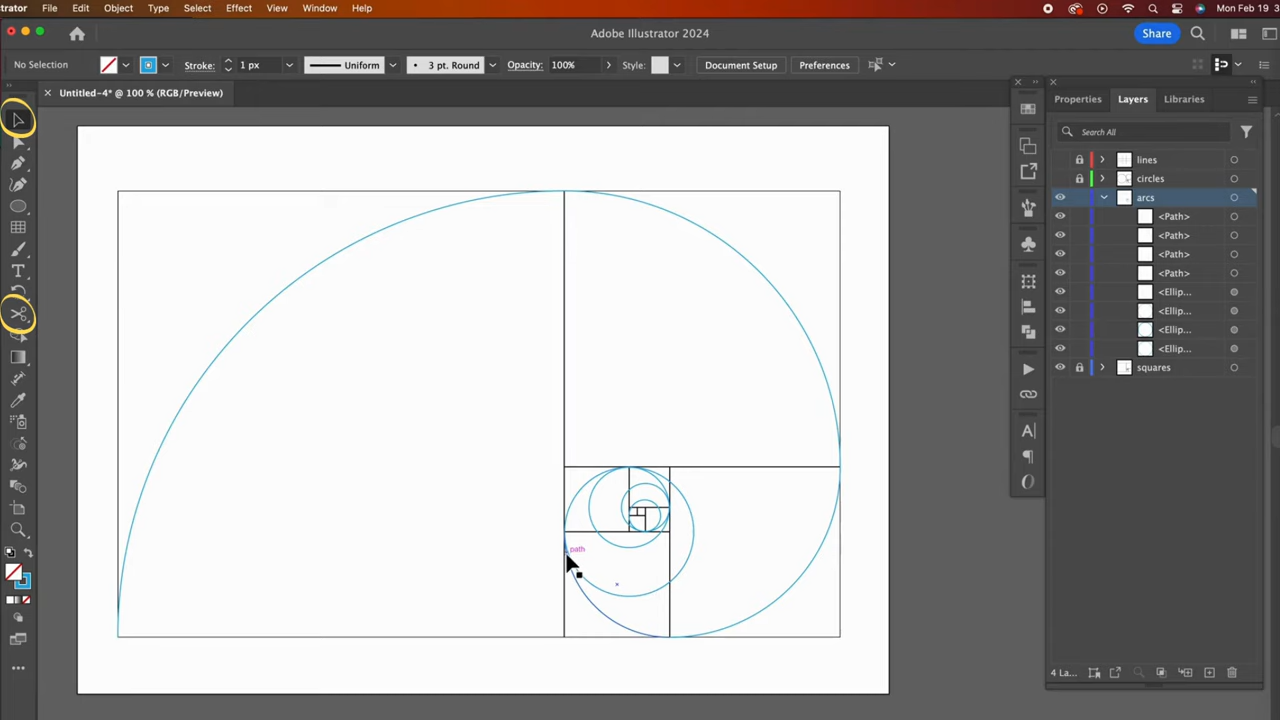 strator File Edit Object Type Select Effect View Window Help Mon Feb 19 3
Adobe Illustrator 2024 Share
No Selection Stroke: 1 px Uniform 3 pt. Round Opacity: 100% Style: Document Setup Preferences
Untitled-4* @ 100 % (RGB/Preview)
Properties Layers Libraries
Search All
lines
circles
arcs
<Path>
<Path>
<Path>
<Path>
<Ellip...
<Ellip...
<Ellip...
<Ellip...
squares
path
4 La...